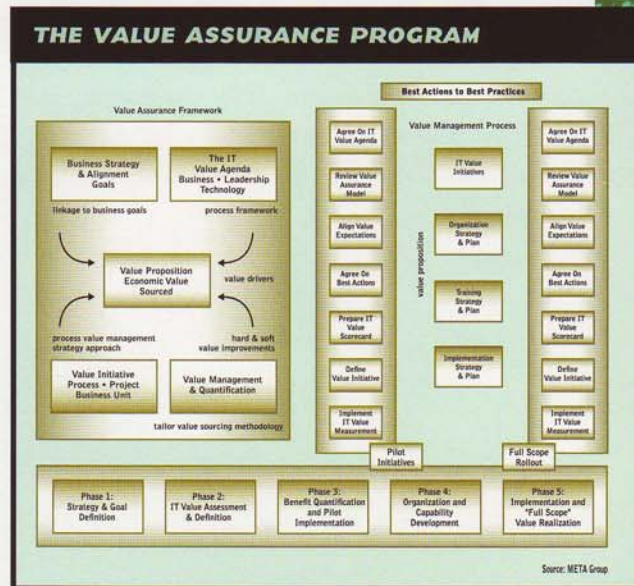 THE VALUE ASSURANCE PROGRAM
Best Actions to Best Practices
Value Assurance Framework
Business Strategy
& Alignment
Goals
The IT
Value Agenda
Business • Leadership
Technology
linkage to business goals
process framework
Value Proposition
Economic Value
Sourced
value drivers
process value management
strategy approach
hard & soft
value improvements
Value Initiative
Process • Project
Business Unit
Value Management
& Quantification
tailor value sourcing methodology
Agree On IT
Value Agenda
Review Value
Assurance
Model
Align Value
Expectations
Agree On
Best Actions
Prepare IT
Value
Scorecard
Define
Value Initiative
Implement
IT Value
Measurement
Value Management Process
value proposition
IT Value
Initiatives
Organization
Strategy
& Plan
Training
Strategy
& Plan
Implementation
Strategy
& Plan
Agree On IT
Value Agenda
Review Value
Assurance
Model
Align Value
Expectations
Agree On
Best Actions
Prepare IT
Value
Scorecard
Define
Value Initiative
Implement
IT Value
Measurement
Pilot
Initiatives
Full Scope
Rollout
Phase 1:
Strategy & Goal
Definition
Phase 2:
IT Value Assessment
& Definition
Phase 3:
Benefit Quantification
and Pilot
Implementation
Phase 4:
Organization and
Capability
Development
Phase 5:
Implementation and
"Full Scope"
Value Realization
Source: META Group